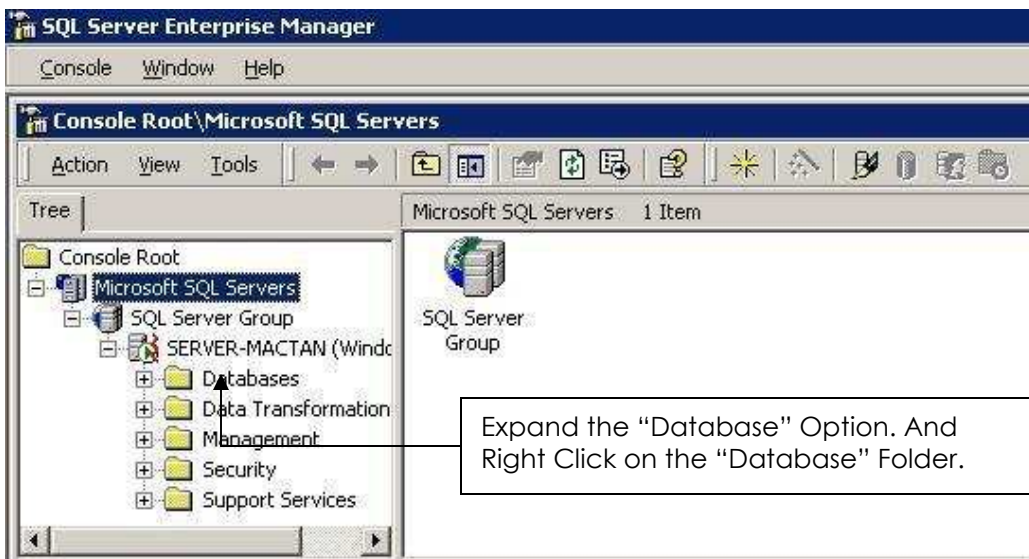 SQL Server Enterprise Manager
Console Window Help
Console Root\Microsoft SQL Servers
Action View Tools
Tree
Microsoft SQL Servers 1 Item
Console Root
Microsoft SQL Servers
SQL Server Group
SERVER-MACTAN (Windo
Databases
Data Transformation
Management
Security
Support Services
SQL Server
Group
Expand the “Database” Option. And
Right Click on the “Database” Folder.